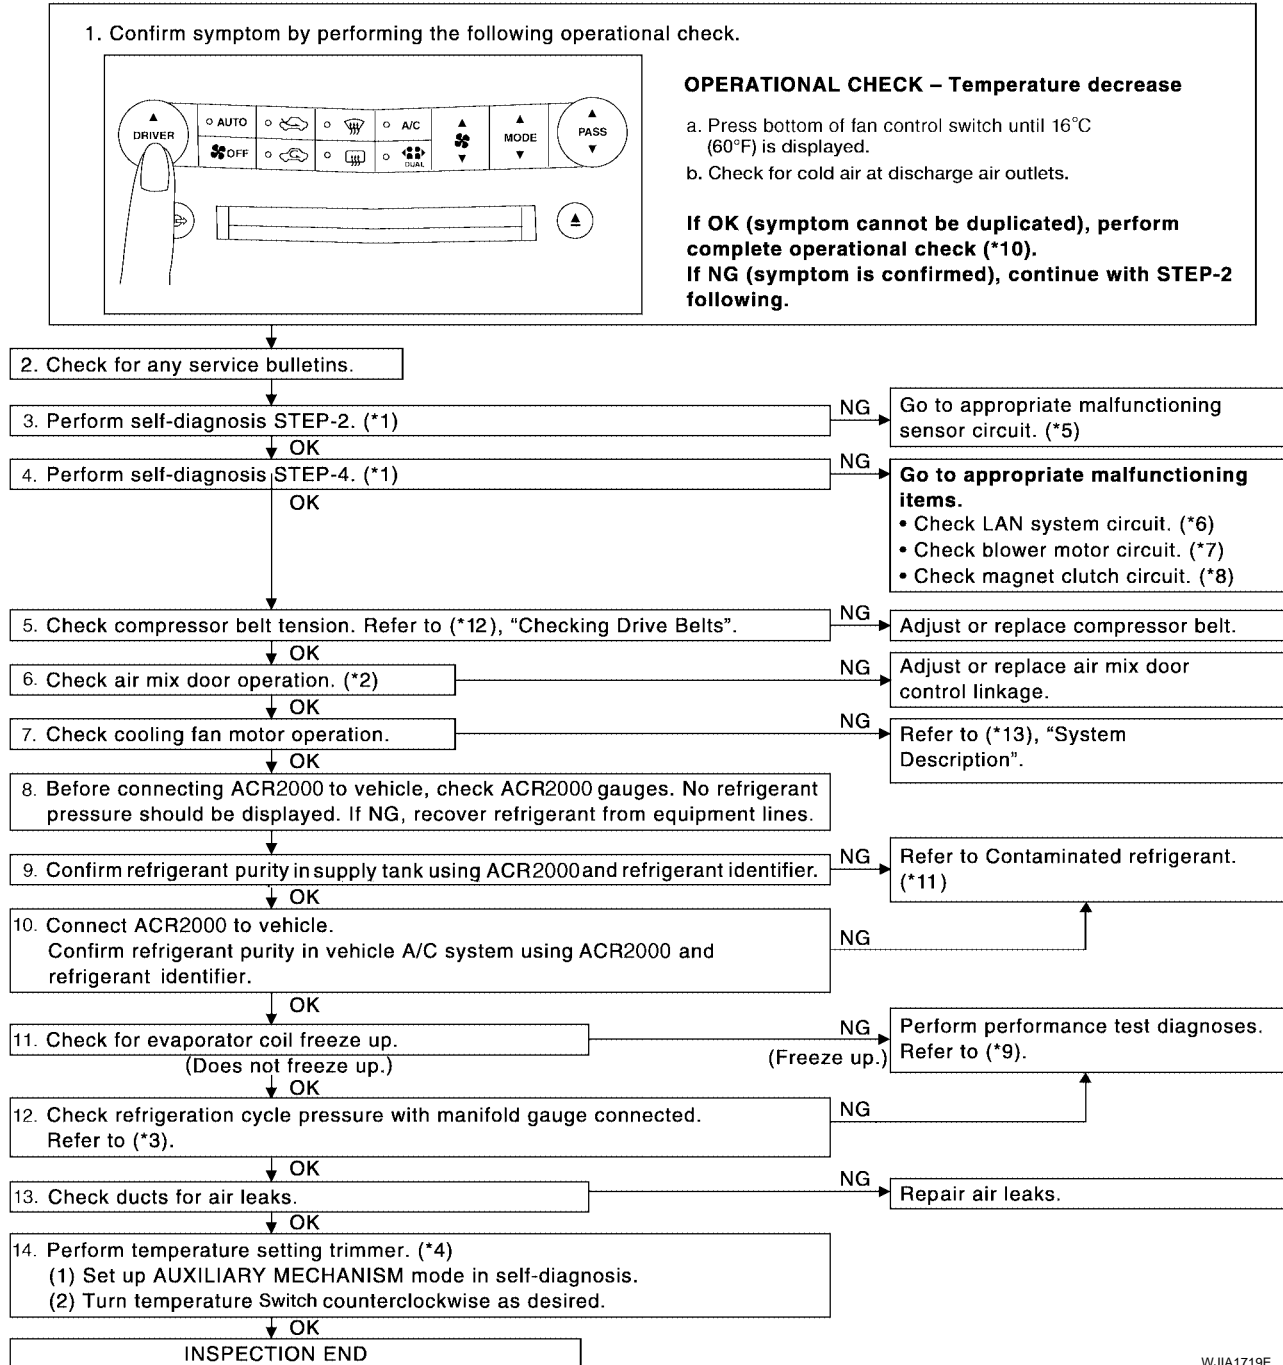 1. Confirm symptom by performing the following operational check.
DRIVER
AUTO
OFF
A/C
DUAL
MODE
PASS
OPERATIONAL CHECK – Temperature decrease
a. Press bottom of fan control switch until 16°C
(60°F) is displayed.
b. Check for cold air at discharge air outlets.
If OK (symptom cannot be duplicated), perform
complete operational check (*10).
If NG (symptom is confirmed), continue with STEP-2
following.
2. Check for any service bulletins.
3. Perform self-diagnosis STEP-2. (*1)
NG
Go to appropriate malfunctioning
sensor circuit. (*5)
OK
4. Perform self-diagnosis STEP-4. (*1)
NG
Go to appropriate malfunctioning
items.
• Check LAN system circuit. (*6)
• Check blower motor circuit. (*7)
• Check magnet clutch circuit. (*8)
OK
5. Check compressor belt tension. Refer to (*12), “Checking Drive Belts”.
NG
Adjust or replace compressor belt.
OK
6. Check air mix door operation. (*2)
NG
Adjust or replace air mix door
control linkage.
OK
7. Check cooling fan motor operation.
NG
Refer to (*13), “System
Description”.
OK
8. Before connecting ACR2000 to vehicle, check ACR2000 gauges. No refrigerant
pressure should be displayed. If NG, recover refrigerant from equipment lines.
9. Confirm refrigerant purity in supply tank using ACR2000 and refrigerant identifier.
NG
Refer to Contaminated refrigerant.
(*11)
OK
10. Connect ACR2000 to vehicle.
Confirm refrigerant purity in vehicle A/C system using ACR2000 and
refrigerant identifier.
NG
OK
11. Check for evaporator coil freeze up.
NG
(Freeze up.)
Perform performance test diagnoses.
Refer to (*9).
(Does not freeze up.)
OK
12. Check refrigeration cycle pressure with manifold gauge connected.
Refer to (*3).
NG
OK
13. Check ducts for air leaks.
NG
Repair air leaks.
OK
14. Perform temperature setting trimmer. (*4)
(1) Set up AUXILIARY MECHANISM mode in self-diagnosis.
(2) Turn temperature Switch counterclockwise as desired.
OK
INSPECTION END
WJIA1719E